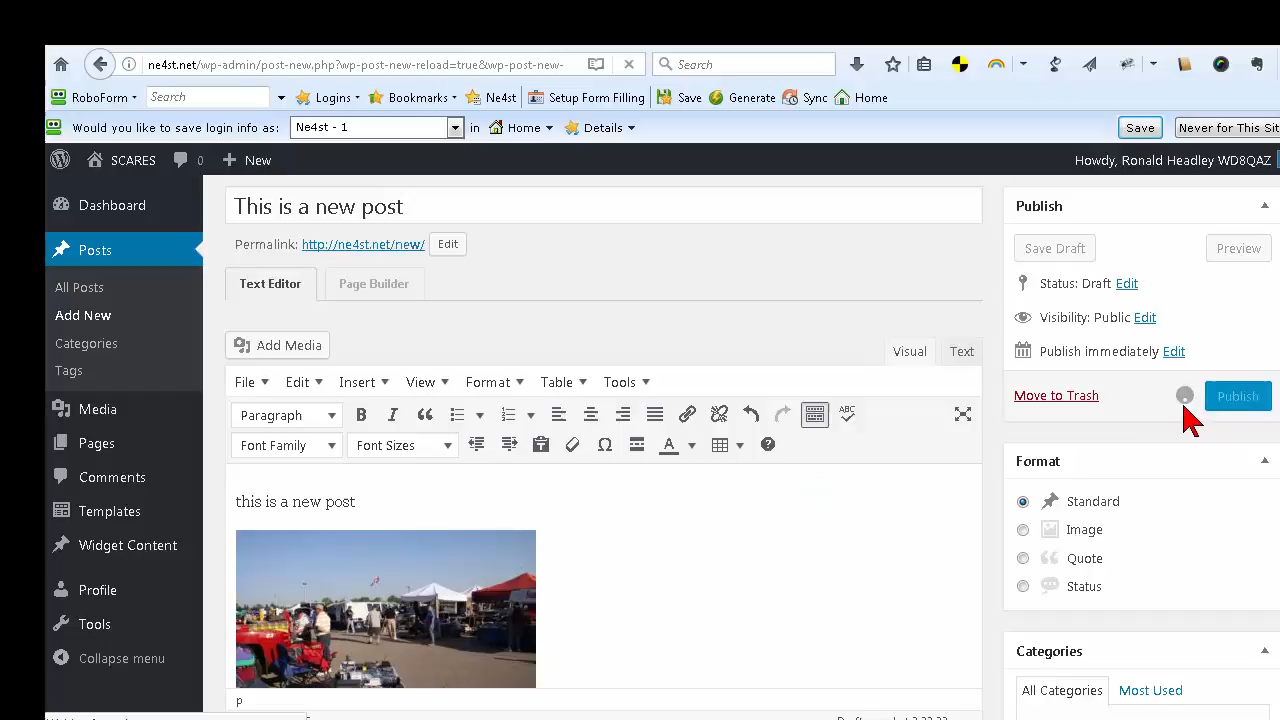 ne4st.net/wp-admin/post-new.php?wp-post-new-reload=true&wp-post-new-
Search
RoboForm
Search
Logins
Bookmarks
Setup Form Filling
Save
Generate
Sync
Home
Would you like to save login info as:
Ne4st - 1
in
Home
Details
Save
Never for This Sit
SCARES
0
New
Howdy, Ronald Headley WD8QAZ
Dashboard
Posts
All Posts
Add New
Categories
Tags
Media
Pages
Comments
Templates
Widget Content
Profile
Tools
Collapse menu
This is a new post
Permalink: http://ne4st.net/new/ Edit
Text Editor
Page Builder
Add Media
Visual
Text
File
Edit
Insert
View
Format
Table
Tools
Paragraph
B
I
ABC
Font Family
Font Sizes
A
this is a new post
p
Publish
Save Draft
Preview
Status: Draft Edit
Visibility: Public Edit
Publish immediately Edit
Move to Trash
Publish
Format
Standard
Image
Quote
Status
Categories
All Categories
Most Used